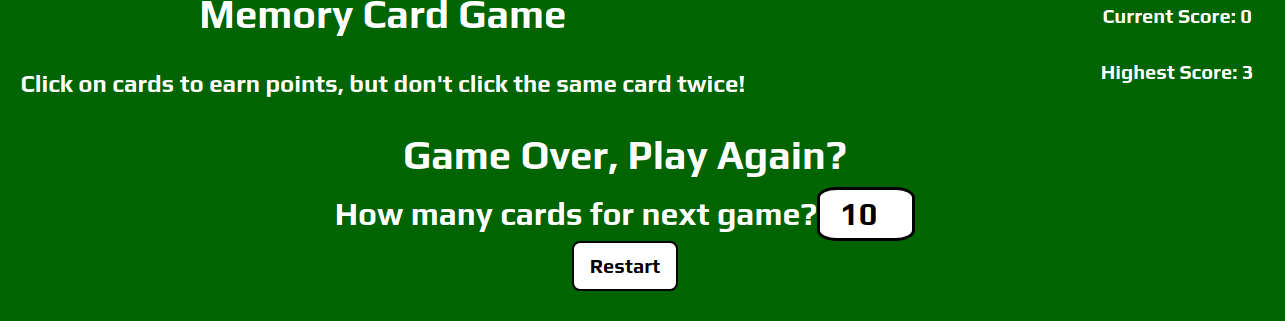 Memory Card Game
Current Score: 0
Highest Score: 3
Click on cards to earn points, but don't click the same card twice!
Game Over, Play Again?
How many cards for next game? 10
Restart